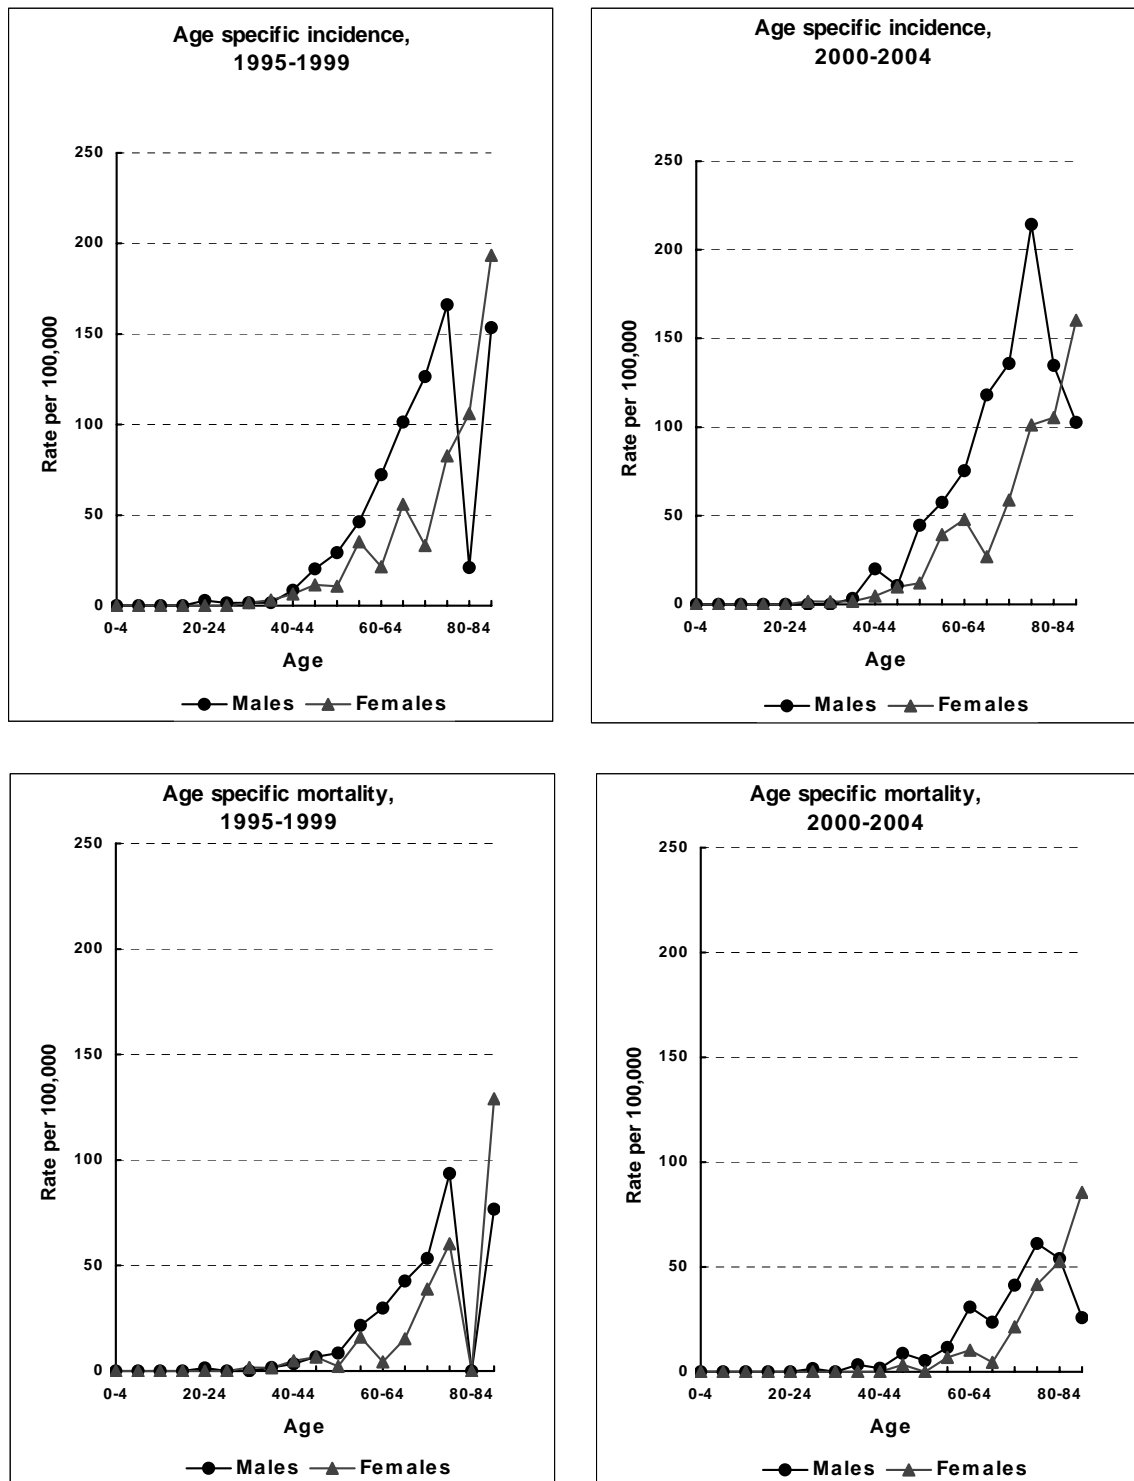 Age specific incidence,
1995-1999
250
200
150
100
50
0
Rate per 100,000
0-4 20-24 40-44 60-64 80-84
Age
Males Females
Age specific incidence,
2000-2004
250
200
150
100
50
0
Rate per 100,000
0-4 20-24 40-44 60-64 80-84
Age
Males Females
Age specific mortality,
1995-1999
250
200
150
100
50
0
Rate per 100,000
0-4 20-24 40-44 60-64 80-84
Age
Males Females
Age specific mortality,
2000-2004
250
200
150
100
50
0
Rate per 100,000
0-4 20-24 40-44 60-64 80-84
Age
Males Females